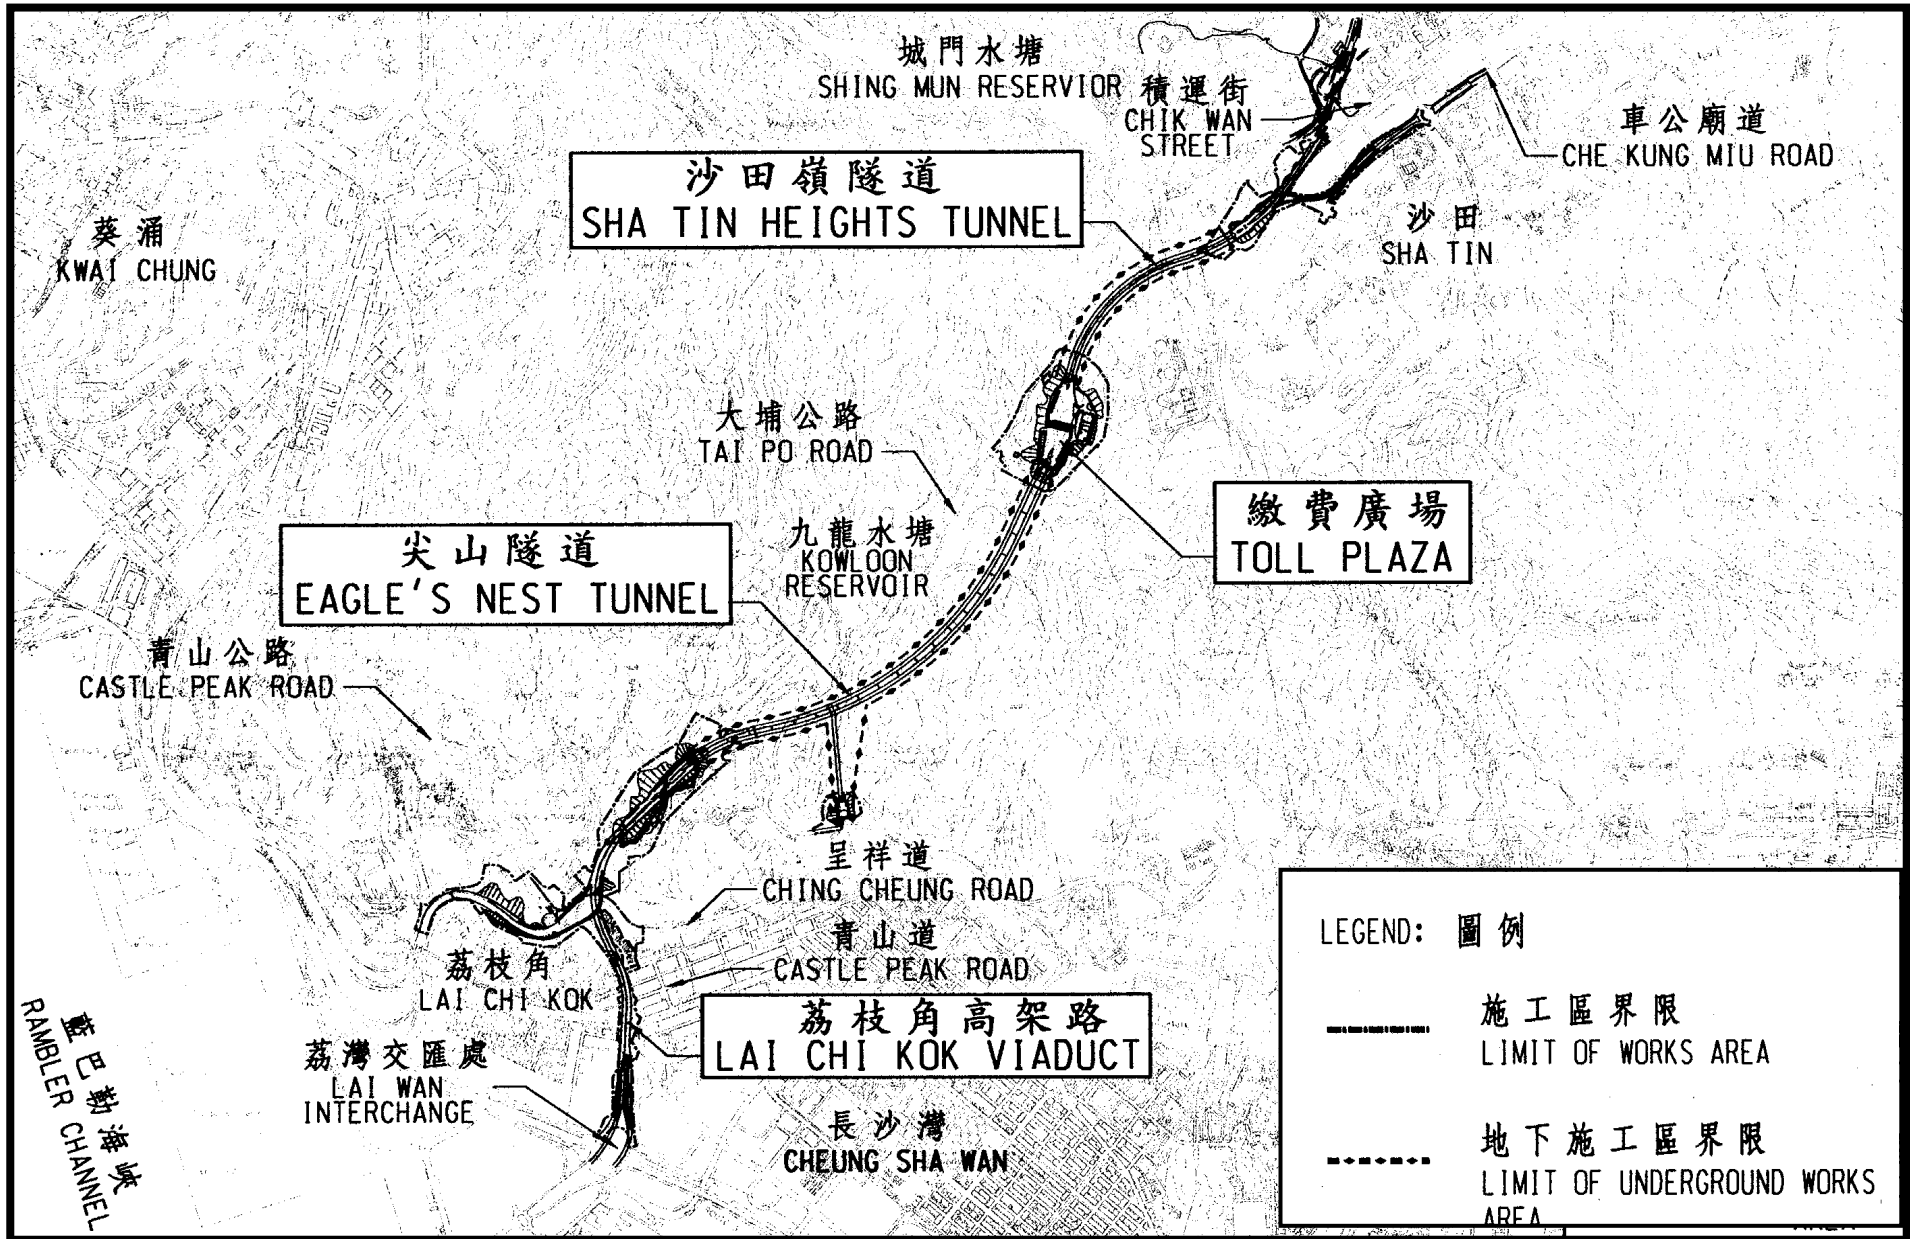 城門水塘
SHING MUN RESERVIOR
積運街
CHIK WAN
STREET
車公廟道
CHE KUNG MIU ROAD
沙田嶺隧道
SHA TIN HEIGHTS TUNNEL
葵涌
KWAI CHUNG
沙田
SHA TIN
大埔公路
TAI PO ROAD
繳費廣場
TOLL PLAZA
九龍水塘
KOWLOON
RESERVOIR
尖山隧道
EAGLE'S NEST TUNNEL
青山公路
CASTLE PEAK ROAD
呈祥道
CHING CHEUNG ROAD
青山道
CASTLE PEAK ROAD
荔枝角
LAI CHI KOK
荔枝角高架路
LAI CHI KOK VIADUCT
荔灣交匯處
LAI WAN
INTERCHANGE
藍巴勒海峽
RAMBLER CHANNEL
長沙灣
CHEUNG SHA WAN
LEGEND: 圖例
施工區界限
LIMIT OF WORKS AREA
地下施工區界限
LIMIT OF UNDERGROUND WORKS
AREA